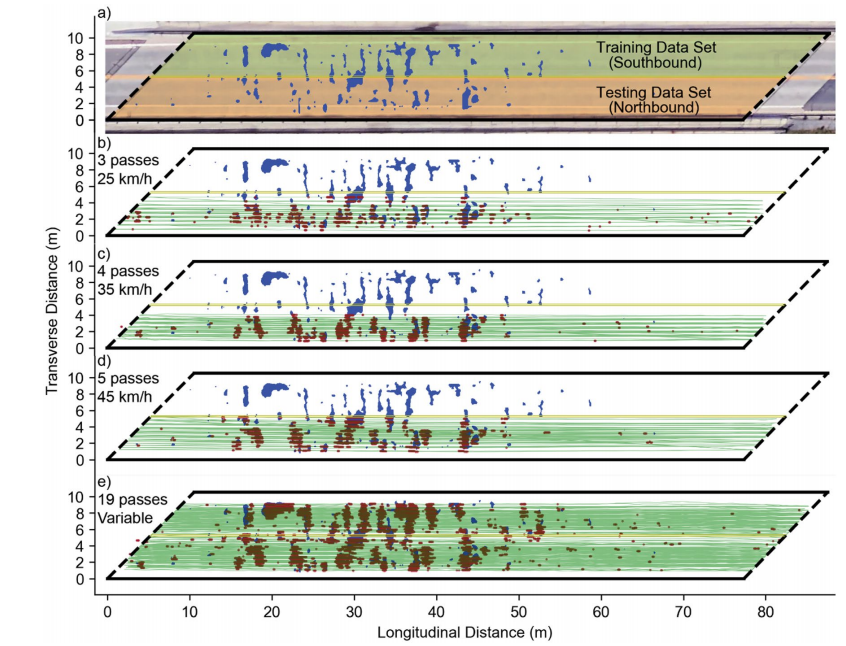 a)
10
8
6
4
2
0
Training Data Set
(Southbound)
Testing Data Set
(Northbound)
b)
10
8
6
4
2
0
3 passes
25 km/h
c)
10
8
6
4
2
0
4 passes
35 km/h
d)
10
8
6
4
2
0
5 passes
45 km/h
e)
10
8
6
4
2
0
19 passes
Variable
Transverse Distance (m)
0 10 20 30 40 50 60 70 80
Longitudinal Distance (m)